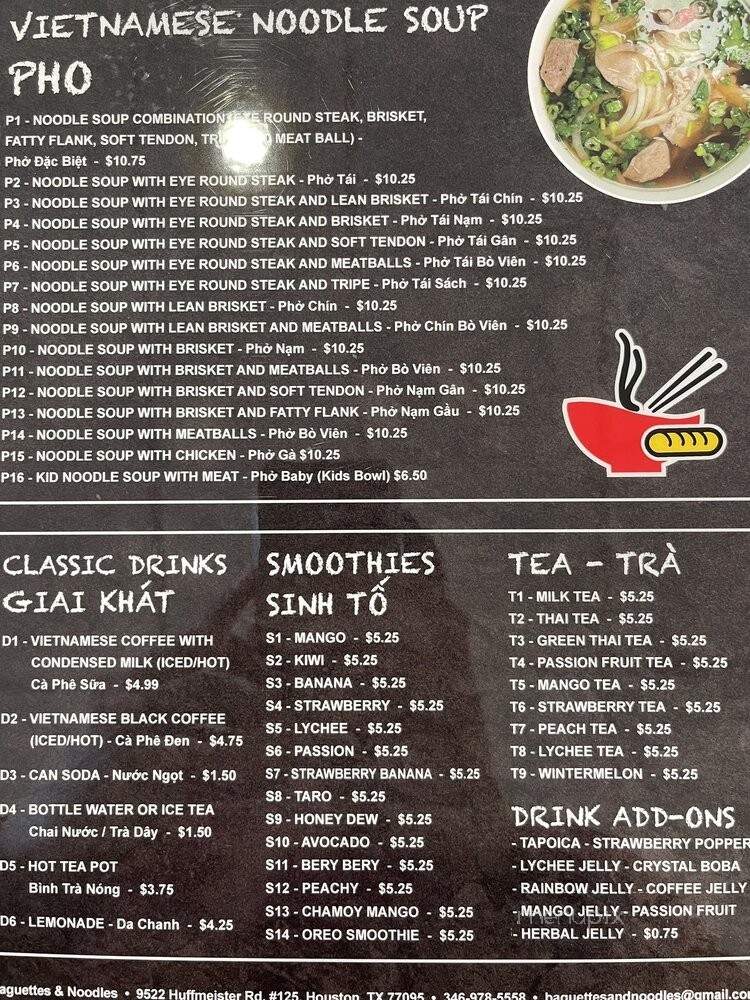 VIETNAMESE NOODLE SOUP
PHO
P1 - NOODLE SOUP COMBINATION EYE ROUND STEAK, BRISKET,
FATTY FLANK, SOFT TENDON, MEAT BALL) -
Phở Đặc Biệt - $10.75
P2 - NOODLE SOUP WITH EYE ROUND STEAK - Phở Tái - $10.25
P3 - NOODLE SOUP WITH EYE ROUND STEAK AND LEAN BRISKET - Phở Tái Chín - $10.25
P4 - NOODLE SOUP WITH EYE ROUND STEAK AND BRISKET - Phở Tái Nạm - $10.25
P5 - NOODLE SOUP WITH EYE ROUND STEAK AND SOFT TENDON - Phở Tái Gân - $10.25
P6 - NOODLE SOUP WITH EYE ROUND STEAK AND MEATBALLS - Phở Tái Bò Viên - $10.25
P7 - NOODLE SOUP WITH EYE ROUND STEAK AND TRIPE - Phở Tái Sách - $10.25
P8 - NOODLE SOUP WITH LEAN BRISKET - Phở Chín - $10.25
P9 - NOODLE SOUP WITH LEAN BRISKET AND MEATBALLS - Phở Chín Bò Viên - $10.25
P10 - NOODLE SOUP WITH BRISKET - Phở Nạm - $10.25
P11 - NOODLE SOUP WITH BRISKET AND MEATBALLS - Phở Bò Viên - $10.25
P12 - NOODLE SOUP WITH BRISKET AND SOFT TENDON - Phở Nạm Gân - $10.25
P13 - NOODLE SOUP WITH BRISKET AND FATTY FLANK - Phở Nạm Gầu - $10.25
P14 - NOODLE SOUP WITH MEATBALLS - Phở Bò Viên - $10.25
P15 - NOODLE SOUP WITH CHICKEN - Phở Gà $10.25
P16 - KID NOODLE SOUP WITH MEAT - Phở Baby (Kids Bowl) $6.50
CLASSIC DRINKS
GIAI KHÁT
D1 - VIETNAMESE COFFEE WITH
CONDENSED MILK (ICED/HOT)
Cà Phê Sữa - $4.99
D2 - VIETNAMESE BLACK COFFEE
(ICED/HOT) - Cà Phê Đen - $4.75
D3 - CAN SODA - Nước Ngọt - $1.50
D4 - BOTTLE WATER OR ICE TEA
Chai Nước / Trà Dây - $1.50
D5 - HOT TEA POT
Bình Trà Nóng - $3.75
D6 - LEMONADE - Da Chanh - $4.25
SMOOTHIES
SINH TỐ
S1 - MANGO - $5.25
S2 - KIWI - $5.25
S3 - BANANA - $5.25
S4 - STRAWBERRY - $5.25
S5 - LYCHEE - $5.25
S6 - PASSION - $5.25
S7 - STRAWBERRY BANANA - $5.25
S8 - TARO - $5.25
S9 - HONEY DEW - $5.25
S10 - AVOCADO - $5.25
S11 - BERY BERY - $5.25
S12 - PEACHY - $5.25
S13 - CHAMOY MANGO - $5.25
S14 - OREO SMOOTHIE - $5.25
TEA - TRÀ
T1 - MILK TEA - $5.25
T2 - THAI TEA - $5.25
T3 - GREEN THAI TEA - $5.25
T4 - PASSION FRUIT TEA - $5.25
T5 - MANGO TEA - $5.25
T6 - STRAWBERRY TEA - $5.25
T7 - PEACH TEA - $5.25
T8 - LYCHEE TEA - $5.25
T9 - WINTERMELON - $5.25
DRINK ADD-ONS
- TAPOICA - STRAWBERRY POPPER
- LYCHEE JELLY - CRYSTAL BOBA
- RAINBOW JELLY - COFFEE JELLY
- MANGO JELLY - PASSION FRUIT
- HERBAL JELLY - $0.75
menupix
aguettes & Noodles • 9522 Huffmeister Rd. #125, Houston, TX 77095 • 346-978-5558 • baguettesandnoodles@gmail.co